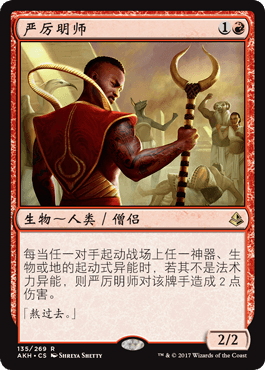 严厉明师 1
生物～人类／僧侣
每当任一对手起动战场上任一神器、生
物或地的起动式异能时，若其不是法术
力异能，则严厉明师对该牌手造成2点
伤害。
「熬过去。」
2/2
135/269 R
AKH • CS Shreya Shetty
™ & © 2017 Wizards of the Coast